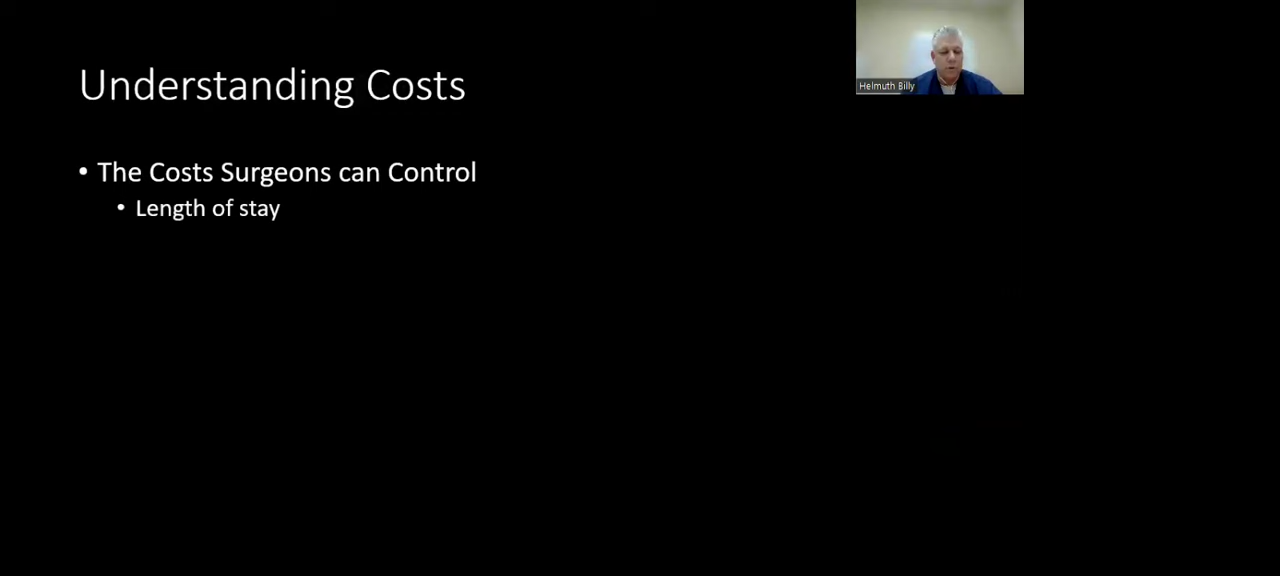 Understanding Costs
Helmuth Billy
• The Costs Surgeons can Control
• Length of stay